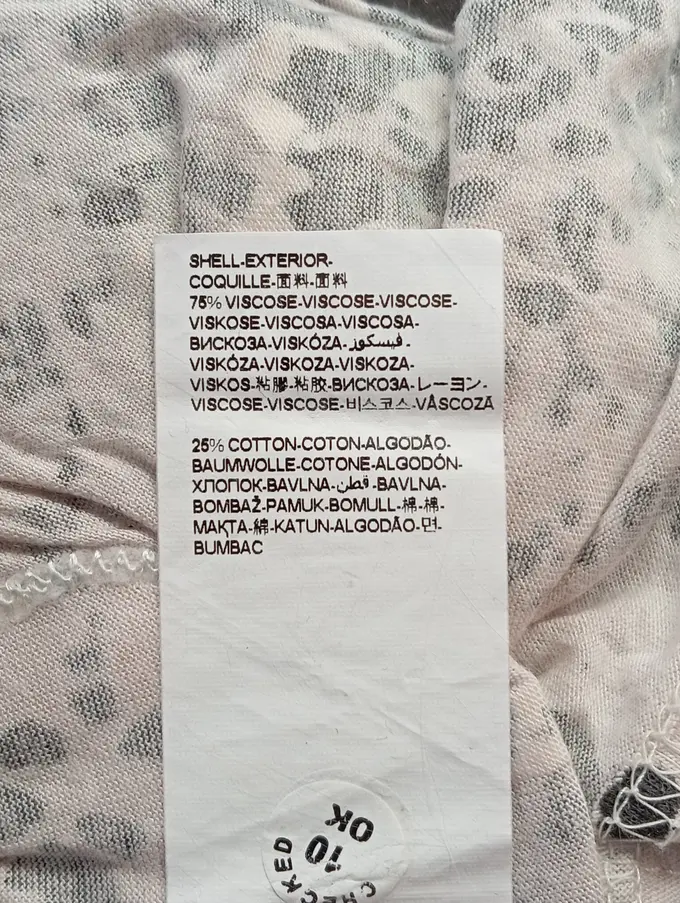 SHELL-EXTERIOR-
COQUILLE-面料-面料
75% VISCOSE-VISCOSE-VISCOSE-
VISKOSE-VISCOSA-VISCOSA-
ВИСКОЗА-VISKÓZA-فيسكوز-
VISKÓZA-VISKOZA-VISKOZA-
VISKOS-粘膠-粘胶-ВИСКОЗА-レーヨン-
VISCOSE-VISCOSE-비스코스-VÂSCOZÃ
25% COTTON-COTON-ALGODÃO-
BAUMWOLLE-COTONE-ALGODÓN-
ХЛОПОК-BAVLNA-قطن-BAVLNA-
BOMBAŽ-PAMUK-BOMULL-棉-棉-
МАҚТА-綿-KATUN-ALGODÃO-면-
BUMBAC
OK
10
CHECKED